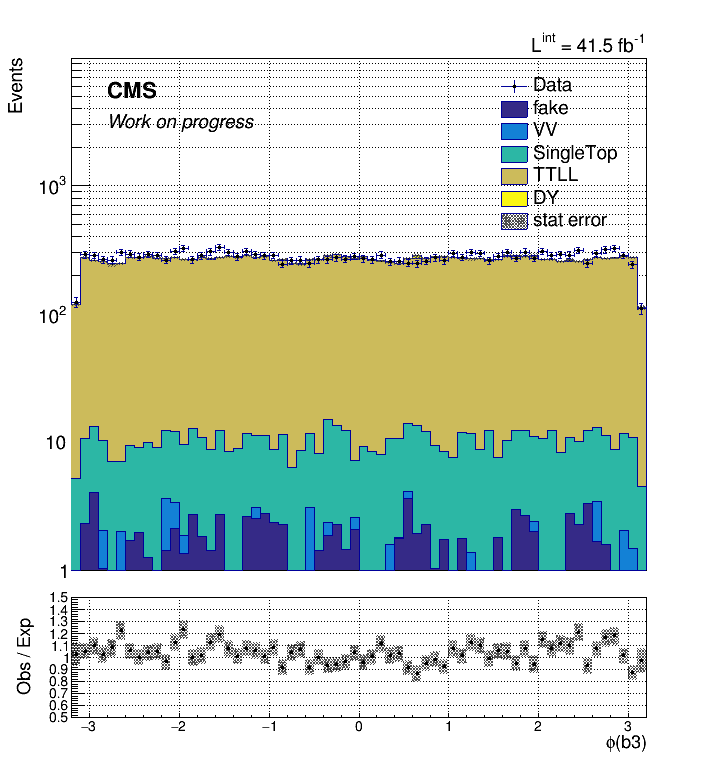 L^int = 41.5 fb^-1
Events
CMS
Work on progress
Data
fake
VV
SingleTop
TTLL
DY
stat error
10^3
10^2
10
1
Obs / Exp
1.5
1.4
1.3
1.2
1.1
1
0.9
0.8
0.7
0.6
0.5
−3 −2 −1 0 1 2 3
ϕ(b3)